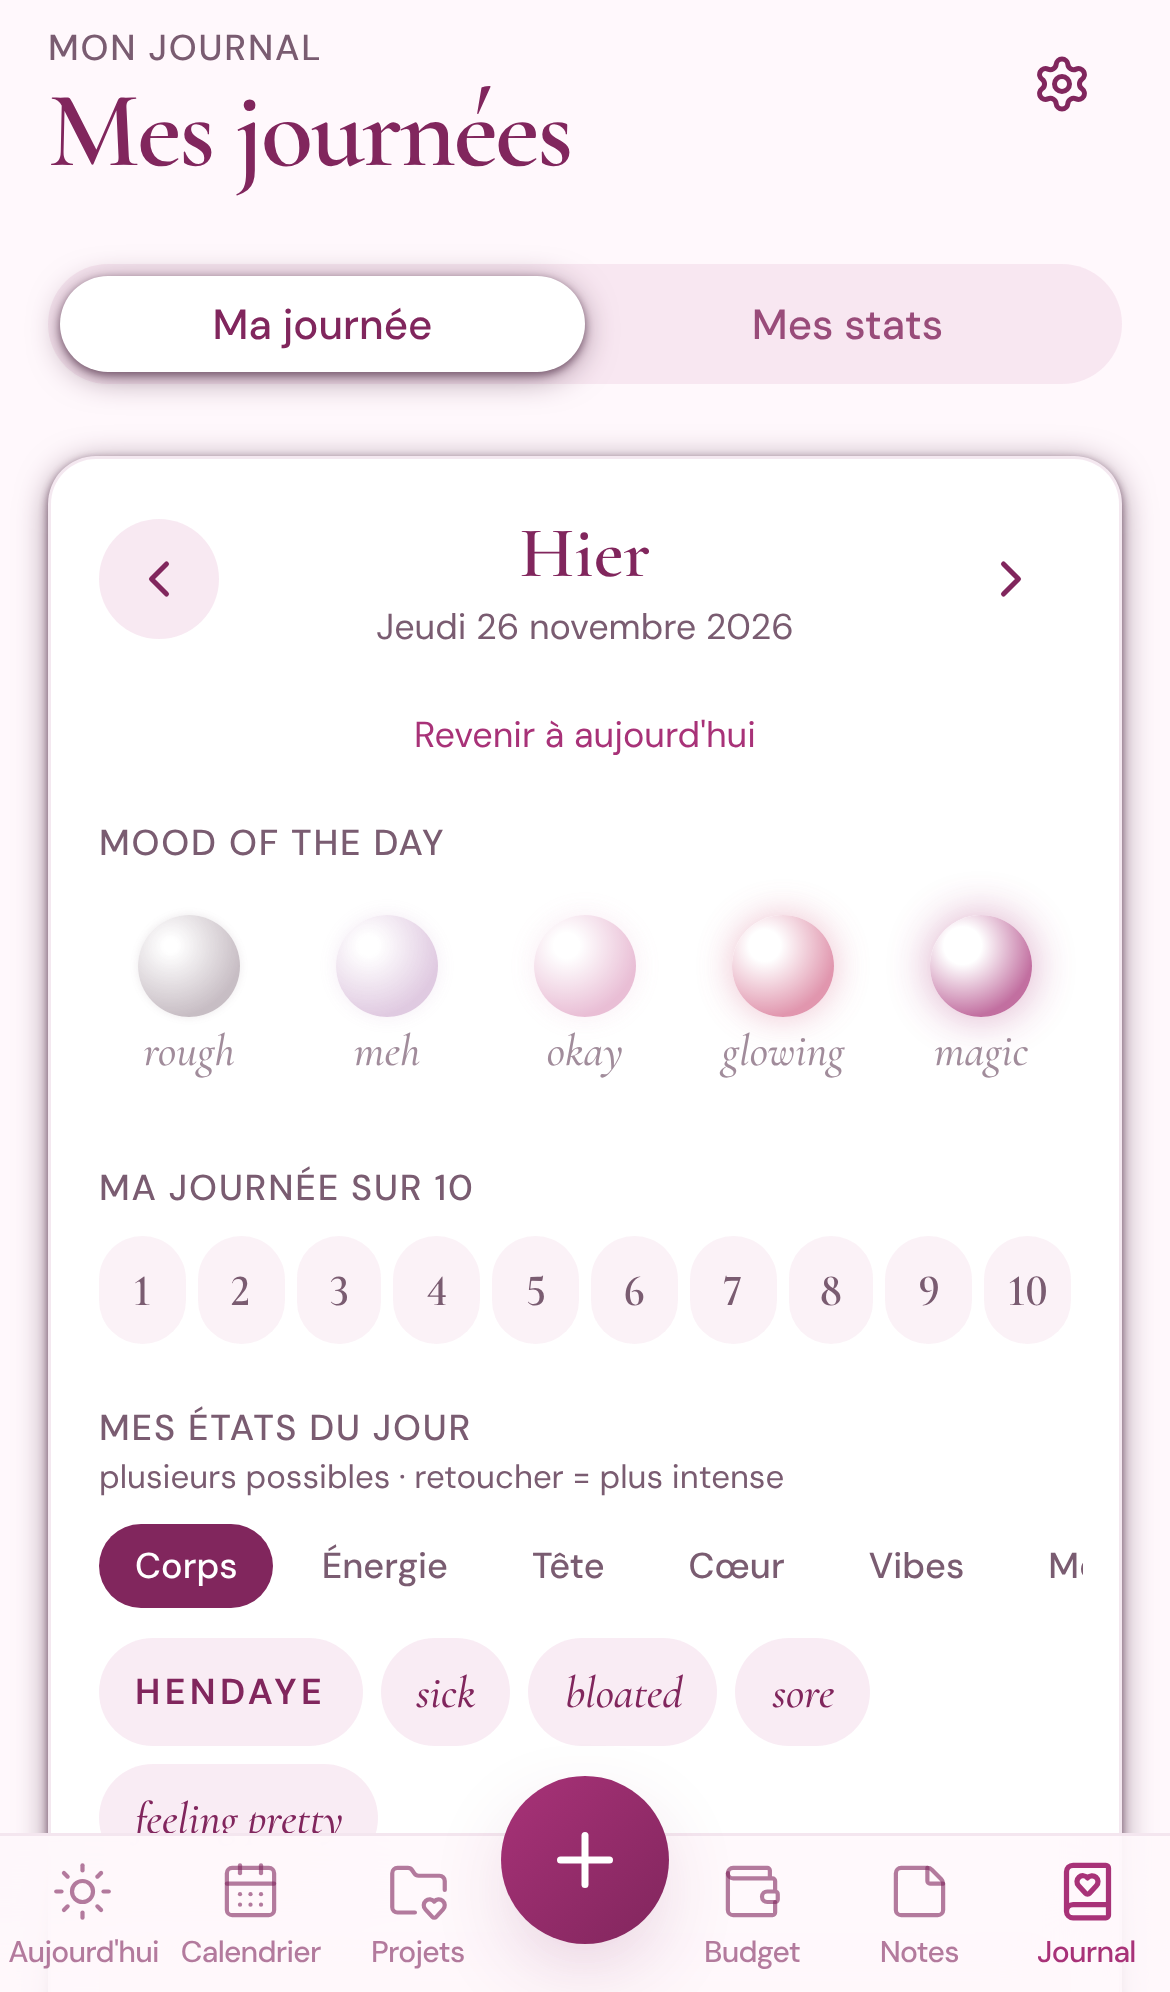 MON JOURNAL
Mes journées
Ma journée Mes stats
Hier
Jeudi 26 novembre 2026
Revenir à aujourd'hui
MOOD OF THE DAY
rough meh okay glowing magic
MA JOURNÉE SUR 10
1 2 3 4 5 6 7 8 9 10
MES ÉTATS DU JOUR
plusieurs possibles · retoucher = plus intense
Corps Énergie Tête Cœur Vibes
HENDAYE sick bloated sore
feeling pretty
Aujourd'hui Calendrier Projets Budget Notes Journal